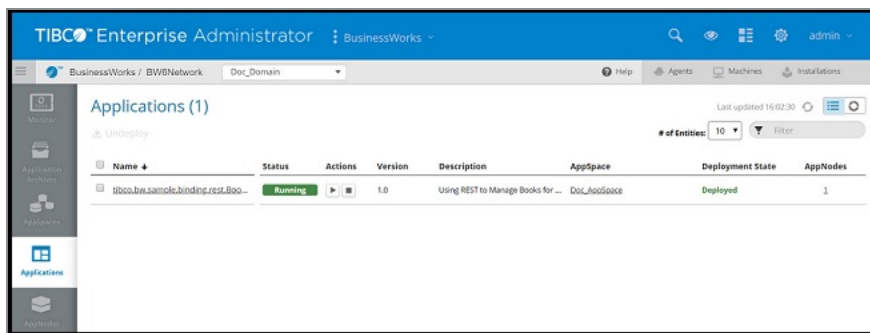 TIBCO™ Enterprise Administrator
BusinessWorks
admin
BusinessWorks / BW6Network
Doc_Domain
Help
Agents
Machines
Installations
Monitor
Applications (1)
Last updated 16:02:30
Undeploy
# of Entities: 10
Filter
Application Archives
Name
Status
Actions
Version
Description
AppSpace
Deployment State
AppNodes
tibco.bw.sample.binding.rest.Boo...
Running
1.0
Using REST to Manage Books for ...
Doc_AppSpace
Deployed
1
AppSpaces
Applications
AppNodes